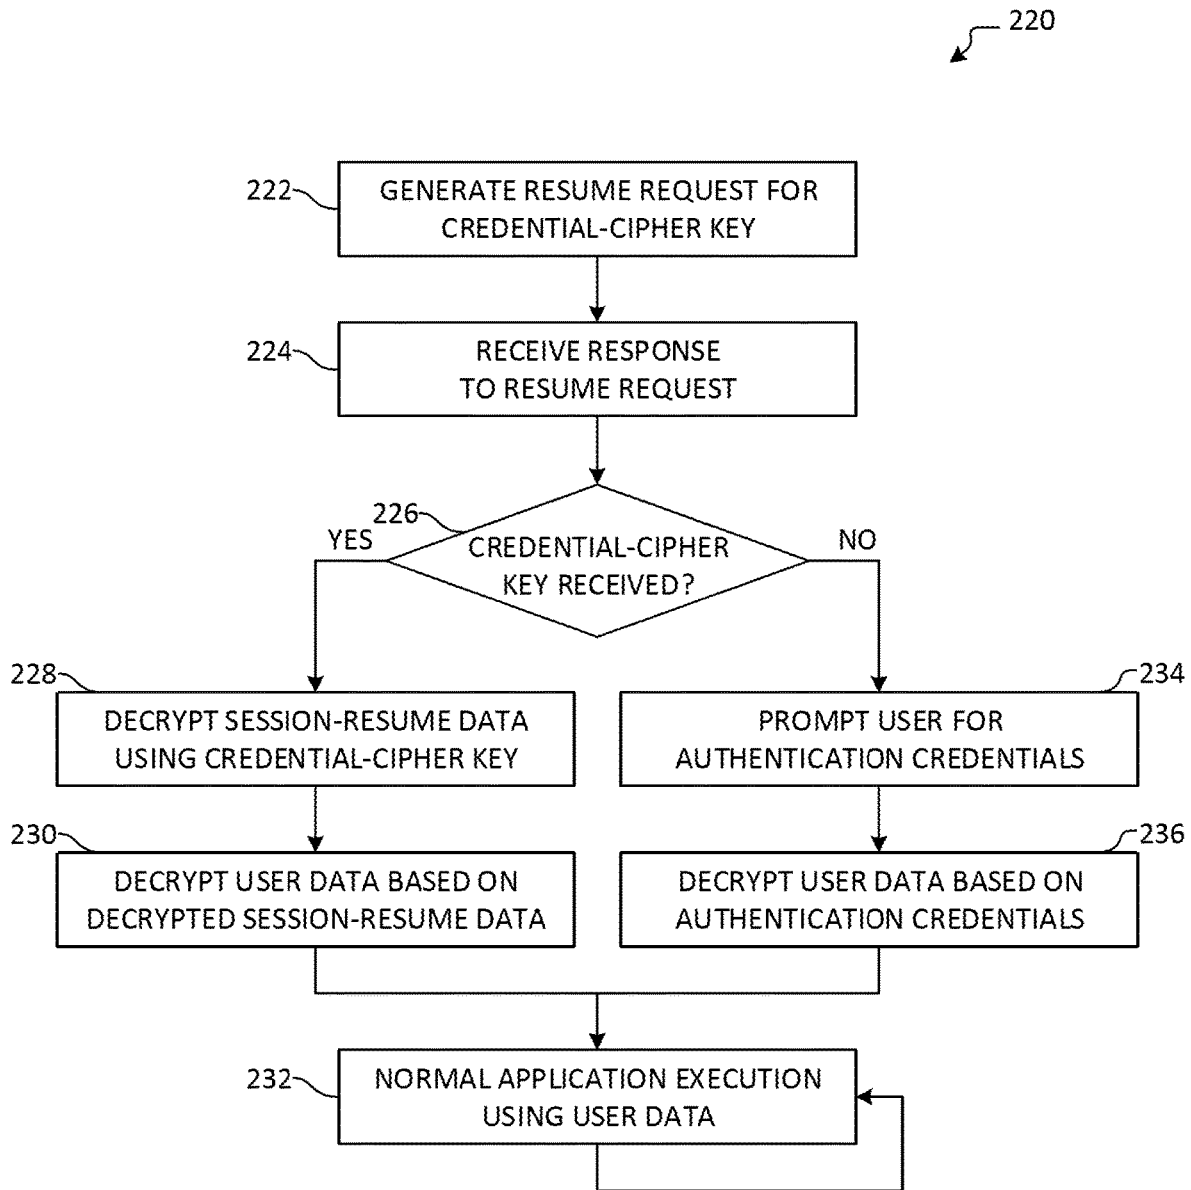 220
222
GENERATE RESUME REQUEST FOR
CREDENTIAL-CIPHER KEY
224
RECEIVE RESPONSE
TO RESUME REQUEST
226
YES
CREDENTIAL-CIPHER
KEY RECEIVED?
NO
228
DECRYPT SESSION-RESUME DATA
USING CREDENTIAL-CIPHER KEY
234
PROMPT USER FOR
AUTHENTICATION CREDENTIALS
230
DECRYPT USER DATA BASED ON
DECRYPTED SESSION-RESUME DATA
236
DECRYPT USER DATA BASED ON
AUTHENTICATION CREDENTIALS
232
NORMAL APPLICATION EXECUTION
USING USER DATA